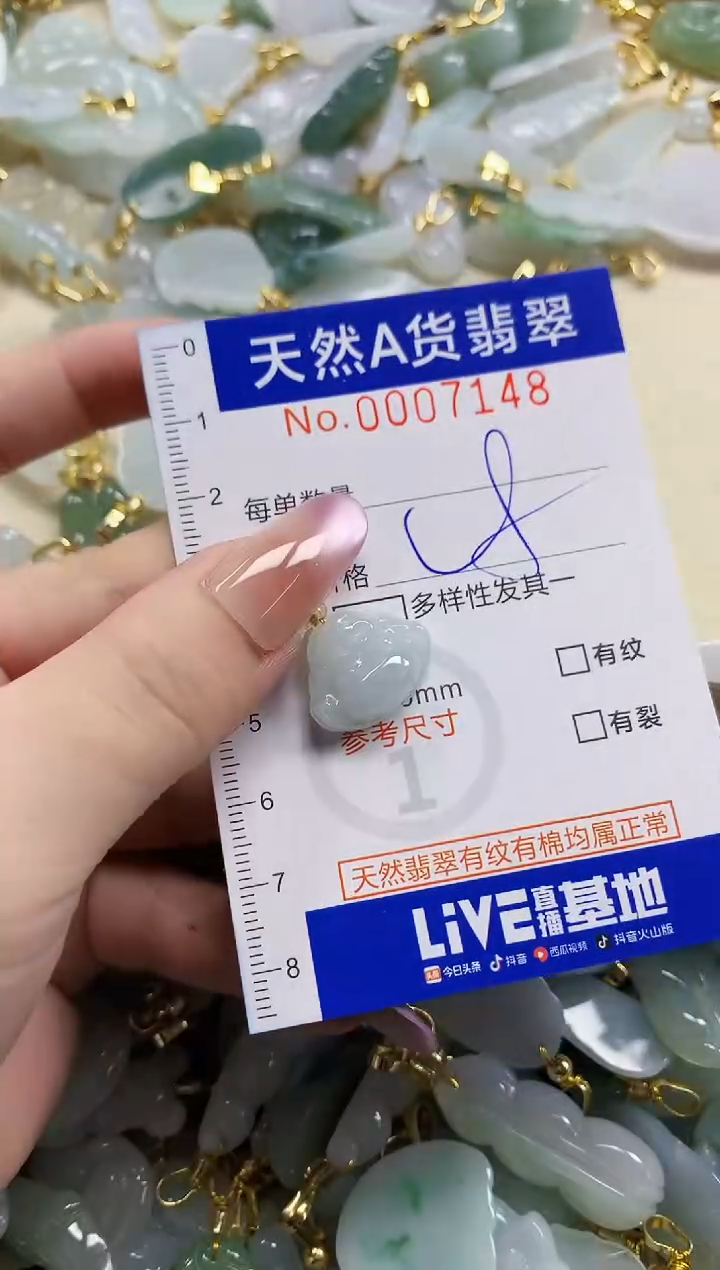 天然A货翡翠
No.0007148
0
1
2
每单数量
格
多样性发其一
有纹
mm
有裂
参考尺寸
5
1
6
7
天然翡翠有纹有棉均属正常
LiVE直播基地
8
头条 今日头条 抖音 西瓜视频 抖音火山版